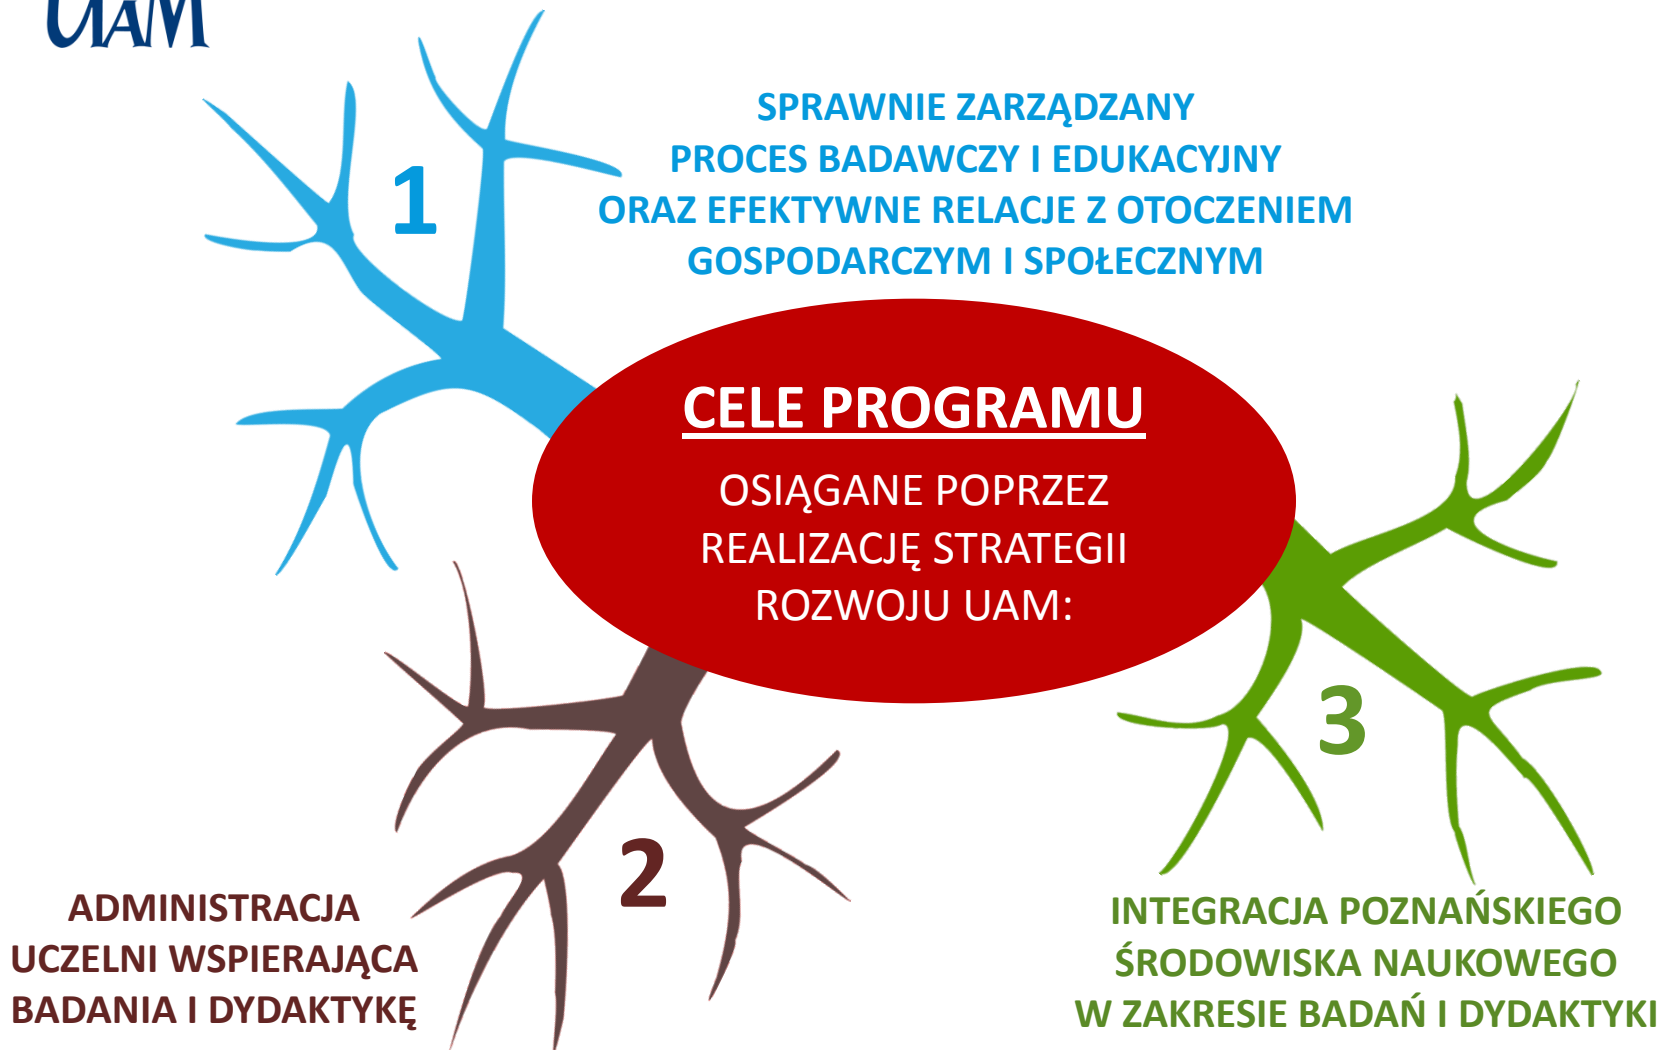 UAM
1
SPRAWNIE ZARZĄDZANY
PROCES BADAWCZY I EDUKACYJNY
ORAZ EFEKTYWNE RELACJE Z OTOCZENIEM
GOSPODARCZYM I SPOŁECZNYM
CELE PROGRAMU
OSIĄGANE POPRZEZ
REALIZACJĘ STRATEGII
ROZWOJU UAM:
2
ADMINISTRACJA
UCZELNI WSPIERAJĄCA
BADANIA I DYDAKTYKĘ
3
INTEGRACJA POZNAŃSKIEGO
ŚRODOWISKA NAUKOWEGO
W ZAKRESIE BADAŃ I DYDAKTYKI